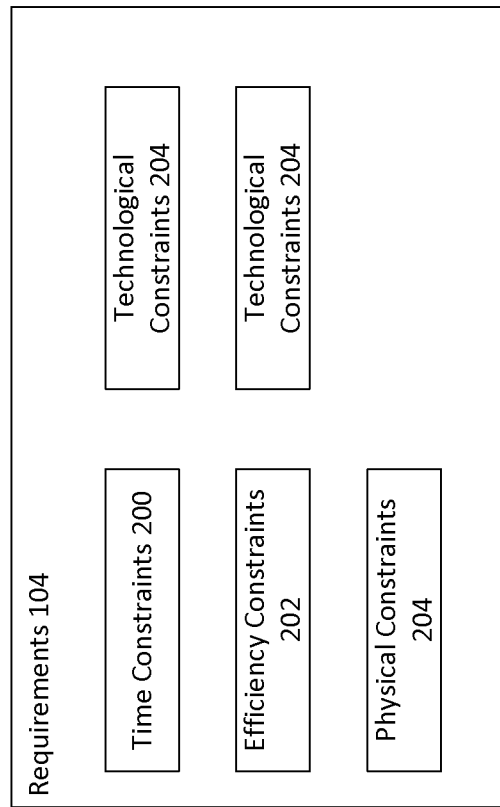 Requirements 104
Time Constraints 200
Technological
Constraints 204
Efficiency Constraints
202
Technological
Constraints 204
Physical Constraints
204